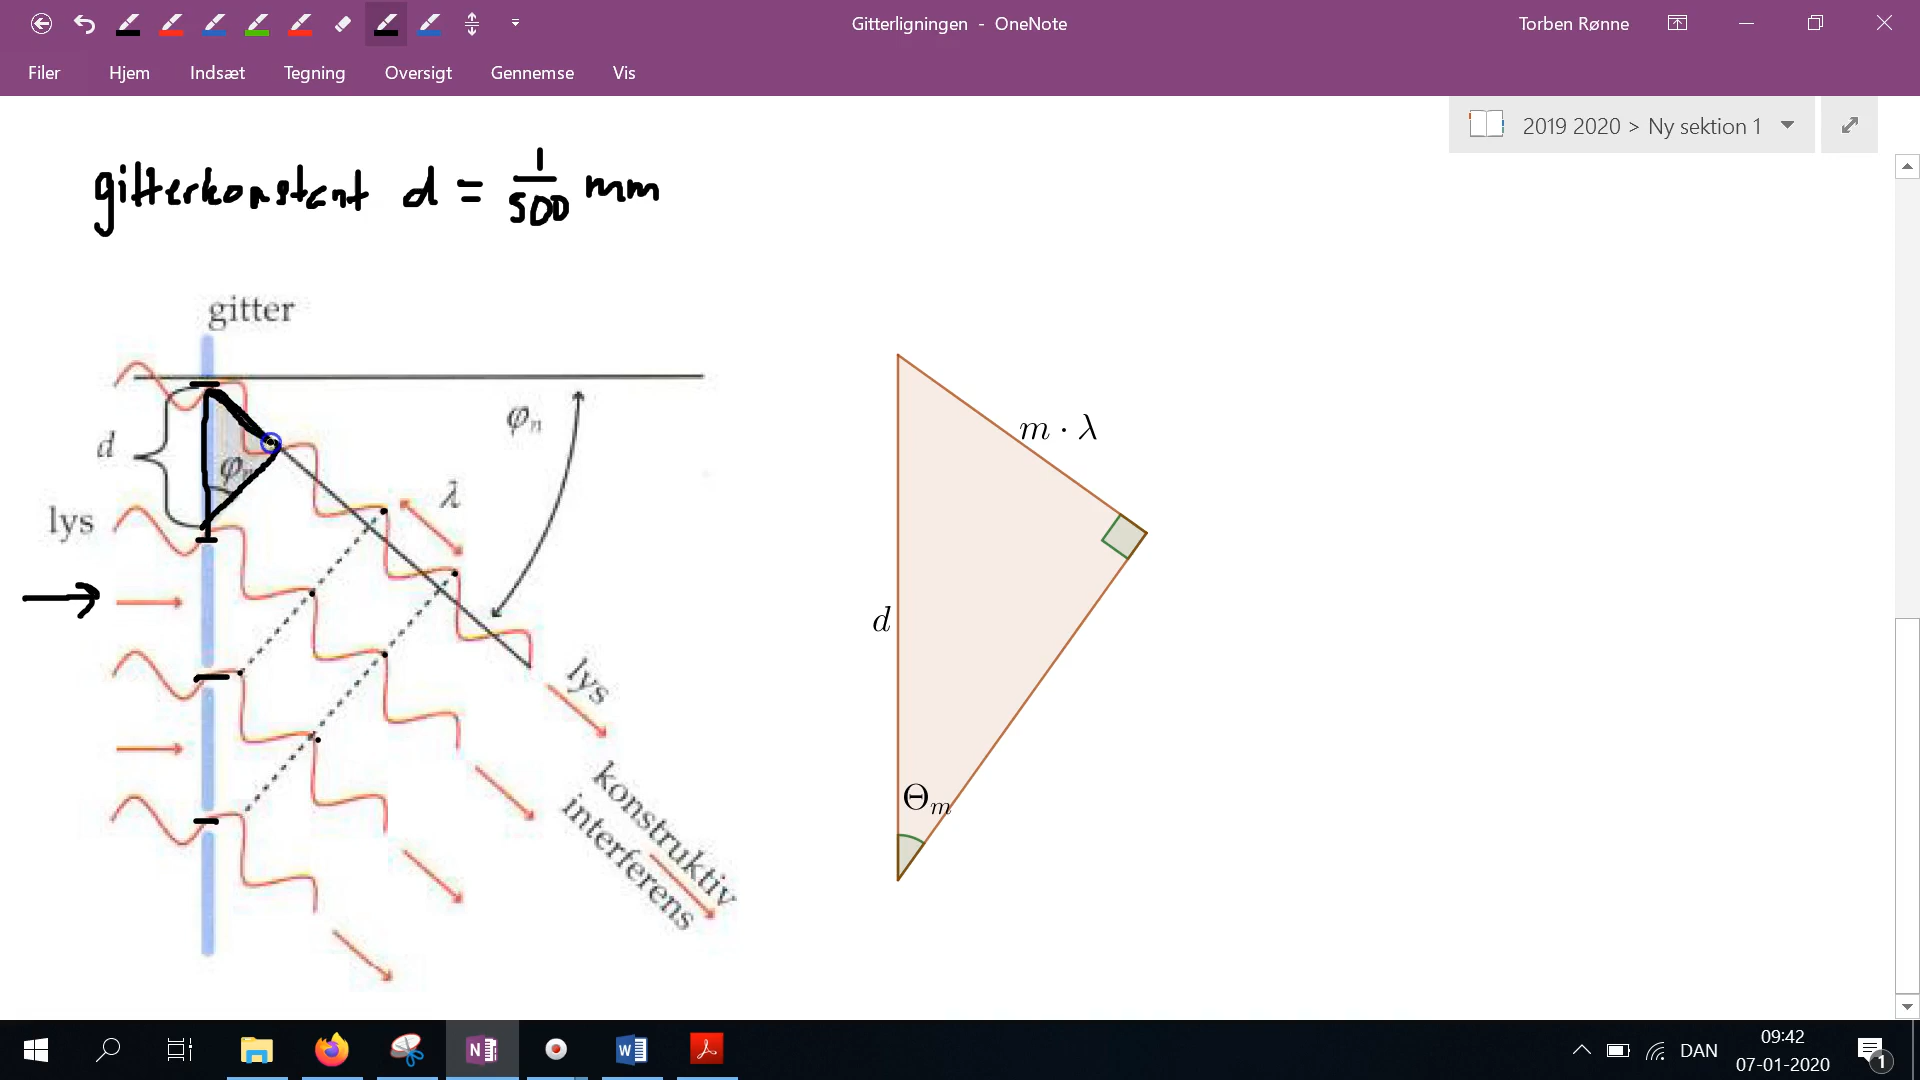 Gitterligningen - OneNote
Torben Rønne
Filer Hjem Indsæt Tegning Oversigt Gennemse Vis
2019 2020 > Ny sektion 1
gitterkonstant d = 1/500 mm
gitter
φn
d
φn
λ
lys
lys
konstruktiv
interferens
m · λ
d
Θm
DAN
09:42
07-01-2020
1